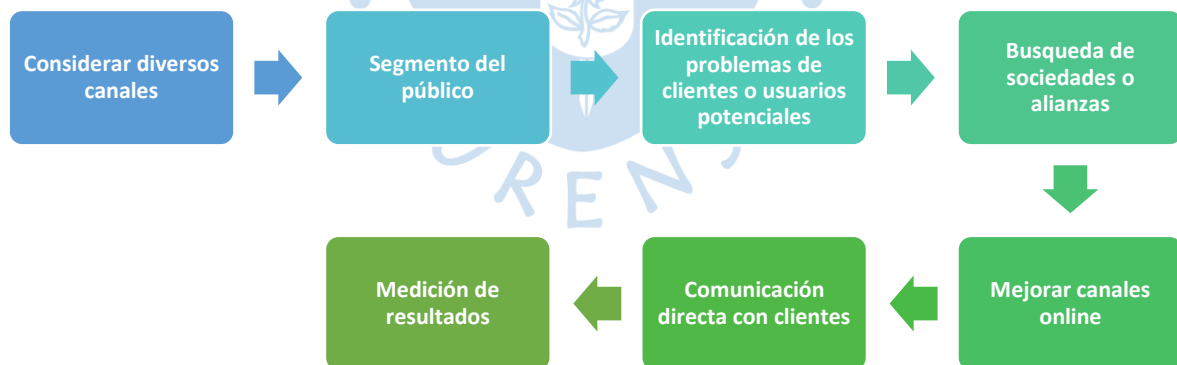 Considerar diversos
canales
Segmento del
público
Identificación de los
problemas de
clientes o usuarios
potenciales
Busqueda de
sociedades o
alianzas
Mejorar canales
online
Comunicación
directa con clientes
Medición de
resultados
RENS